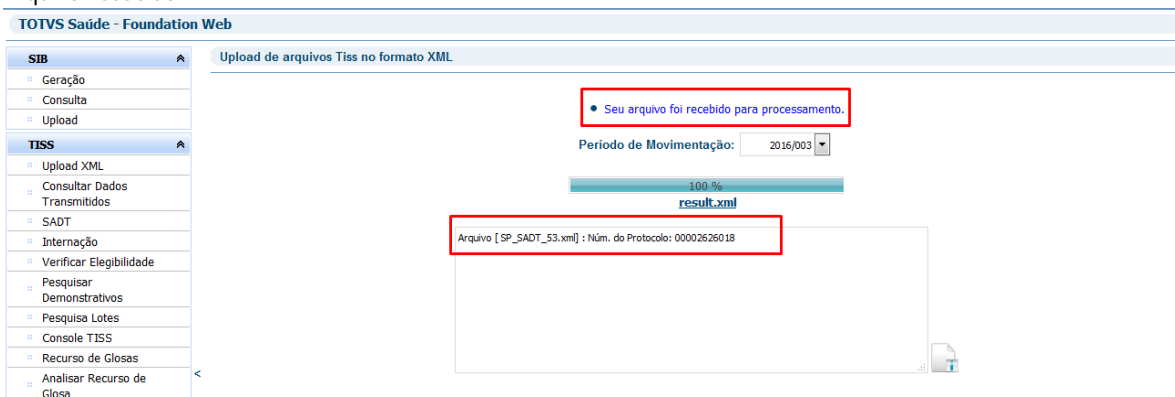 TOTVS Saúde - Foundation Web
SIB
Geração
Consulta
Upload
TISS
Upload XML
Consultar Dados
Transmitidos
SADT
Internação
Verificar Elegibilidade
Pesquisar
Demonstrativos
Pesquisa Lotes
Console TISS
Recurso de Glosas
Analisar Recurso de
Glosa
<
Upload de arquivos Tiss no formato XML
Seu arquivo foi recebido para processamento.
Período de Movimentação: 2016/003
100 %
result.xml
Arquivo [ SP_SADT_53.xml] : Núm. do Protocolo: 00002626018